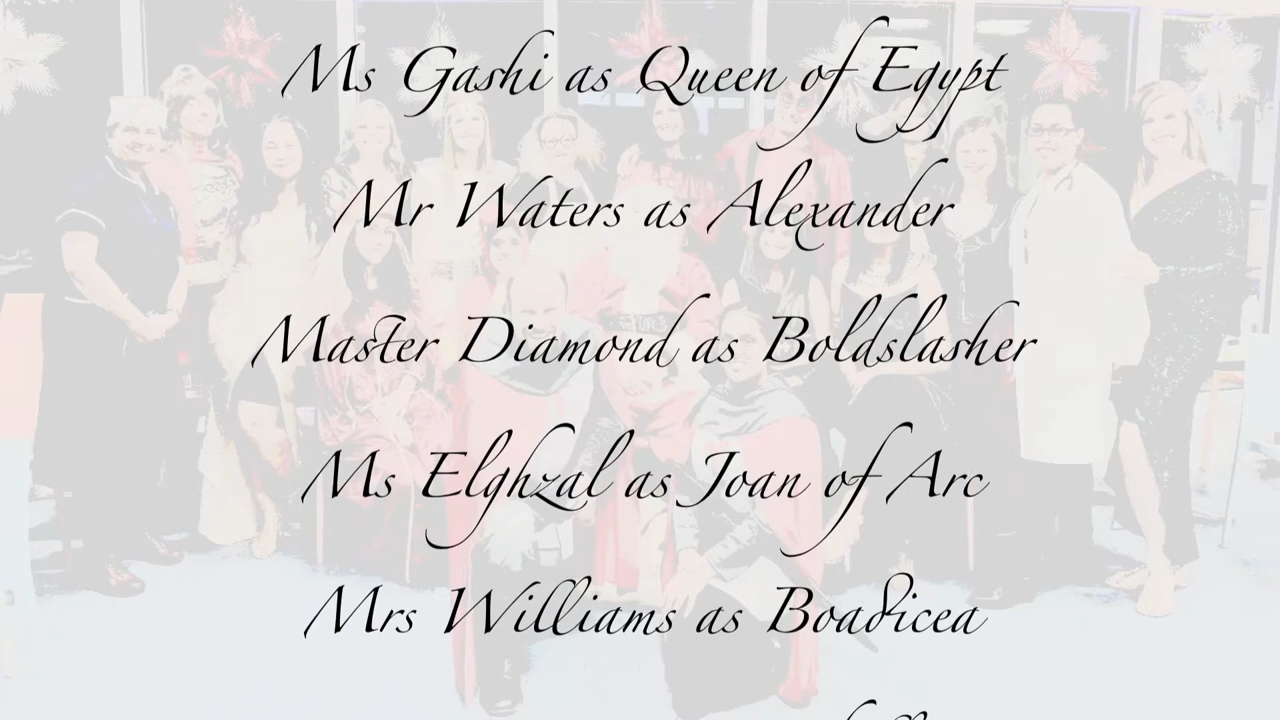 Ms Gashi as Queen of Egypt
Mr Waters as Alexander
Master Diamond as Boldslasher
Ms Elghzal as Joan of Arc
Mrs Williams as Boadicea